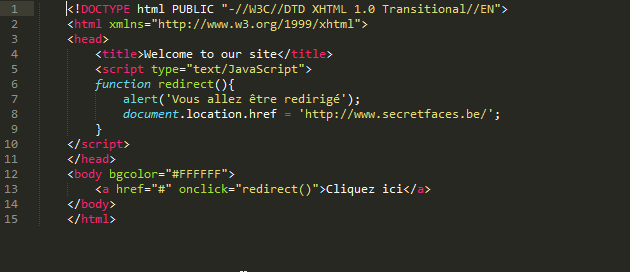 1 <!DOCTYPE html PUBLIC "-//W3C//DTD XHTML 1.0 Transitional//EN">
2 <html xmlns="http://www.w3.org/1999/xhtml">
3 <head>
4 <title>Welcome to our site</title>
5 <script type="text/JavaScript">
6 function redirect(){
7 alert('Vous allez être redirigé');
8 document.location.href = 'http://www.secretfaces.be/';
9 }
10 </script>
11 </head>
12 <body bgcolor="#FFFFFF">
13 <a href="#" onclick="redirect()">Cliquez ici</a>
14 </body>
15 </html>